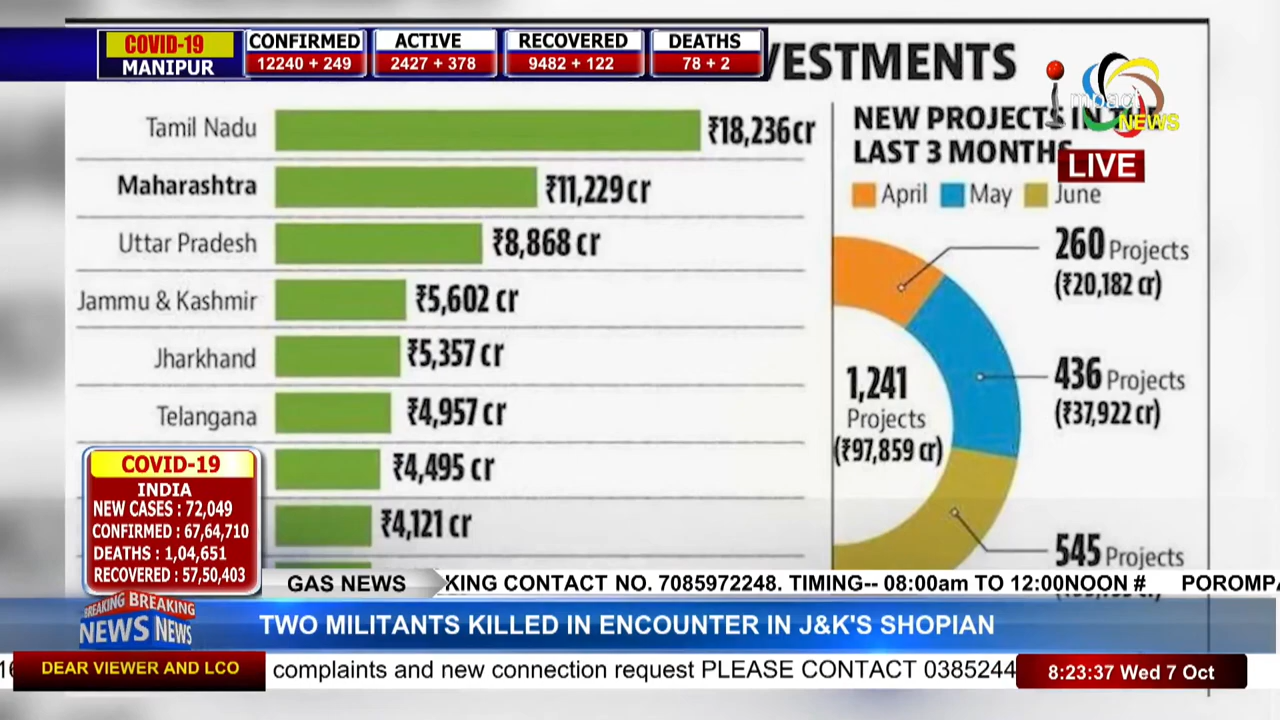 COVID-19
MANIPUR
CONFIRMED
12240 + 249
ACTIVE
2427 + 378
RECOVERED
9482 + 122
DEATHS
78 + 2
VESTMENTS
impact
NEWS
LIVE
NEW PROJECTS IN THE
LAST 3 MONTHS
April May June
Tamil Nadu ₹18,236 cr
Maharashtra ₹11,229 cr
Uttar Pradesh ₹8,868 cr
Jammu & Kashmir ₹5,602 cr
Jharkhand ₹5,357 cr
Telangana ₹4,957 cr
₹4,495 cr
₹4,121 cr
260 Projects
(₹20,182 cr)
436 Projects
(₹37,922 cr)
1,241
Projects
(₹97,859 cr)
545 Projects
COVID-19
INDIA
NEW CASES : 72,049
CONFIRMED : 67,64,710
DEATHS : 1,04,651
RECOVERED : 57,50,403
GAS NEWS KING CONTACT NO. 7085972248. TIMING-- 08:00am TO 12:00NOON # POROMPA
BREAKING BREAKING
NEWS NEWS
TWO MILITANTS KILLED IN ENCOUNTER IN J&K'S SHOPIAN
DEAR VIEWER AND LCO complaints and new connection request PLEASE CONTACT 0385244
8:23:37 Wed 7 Oct